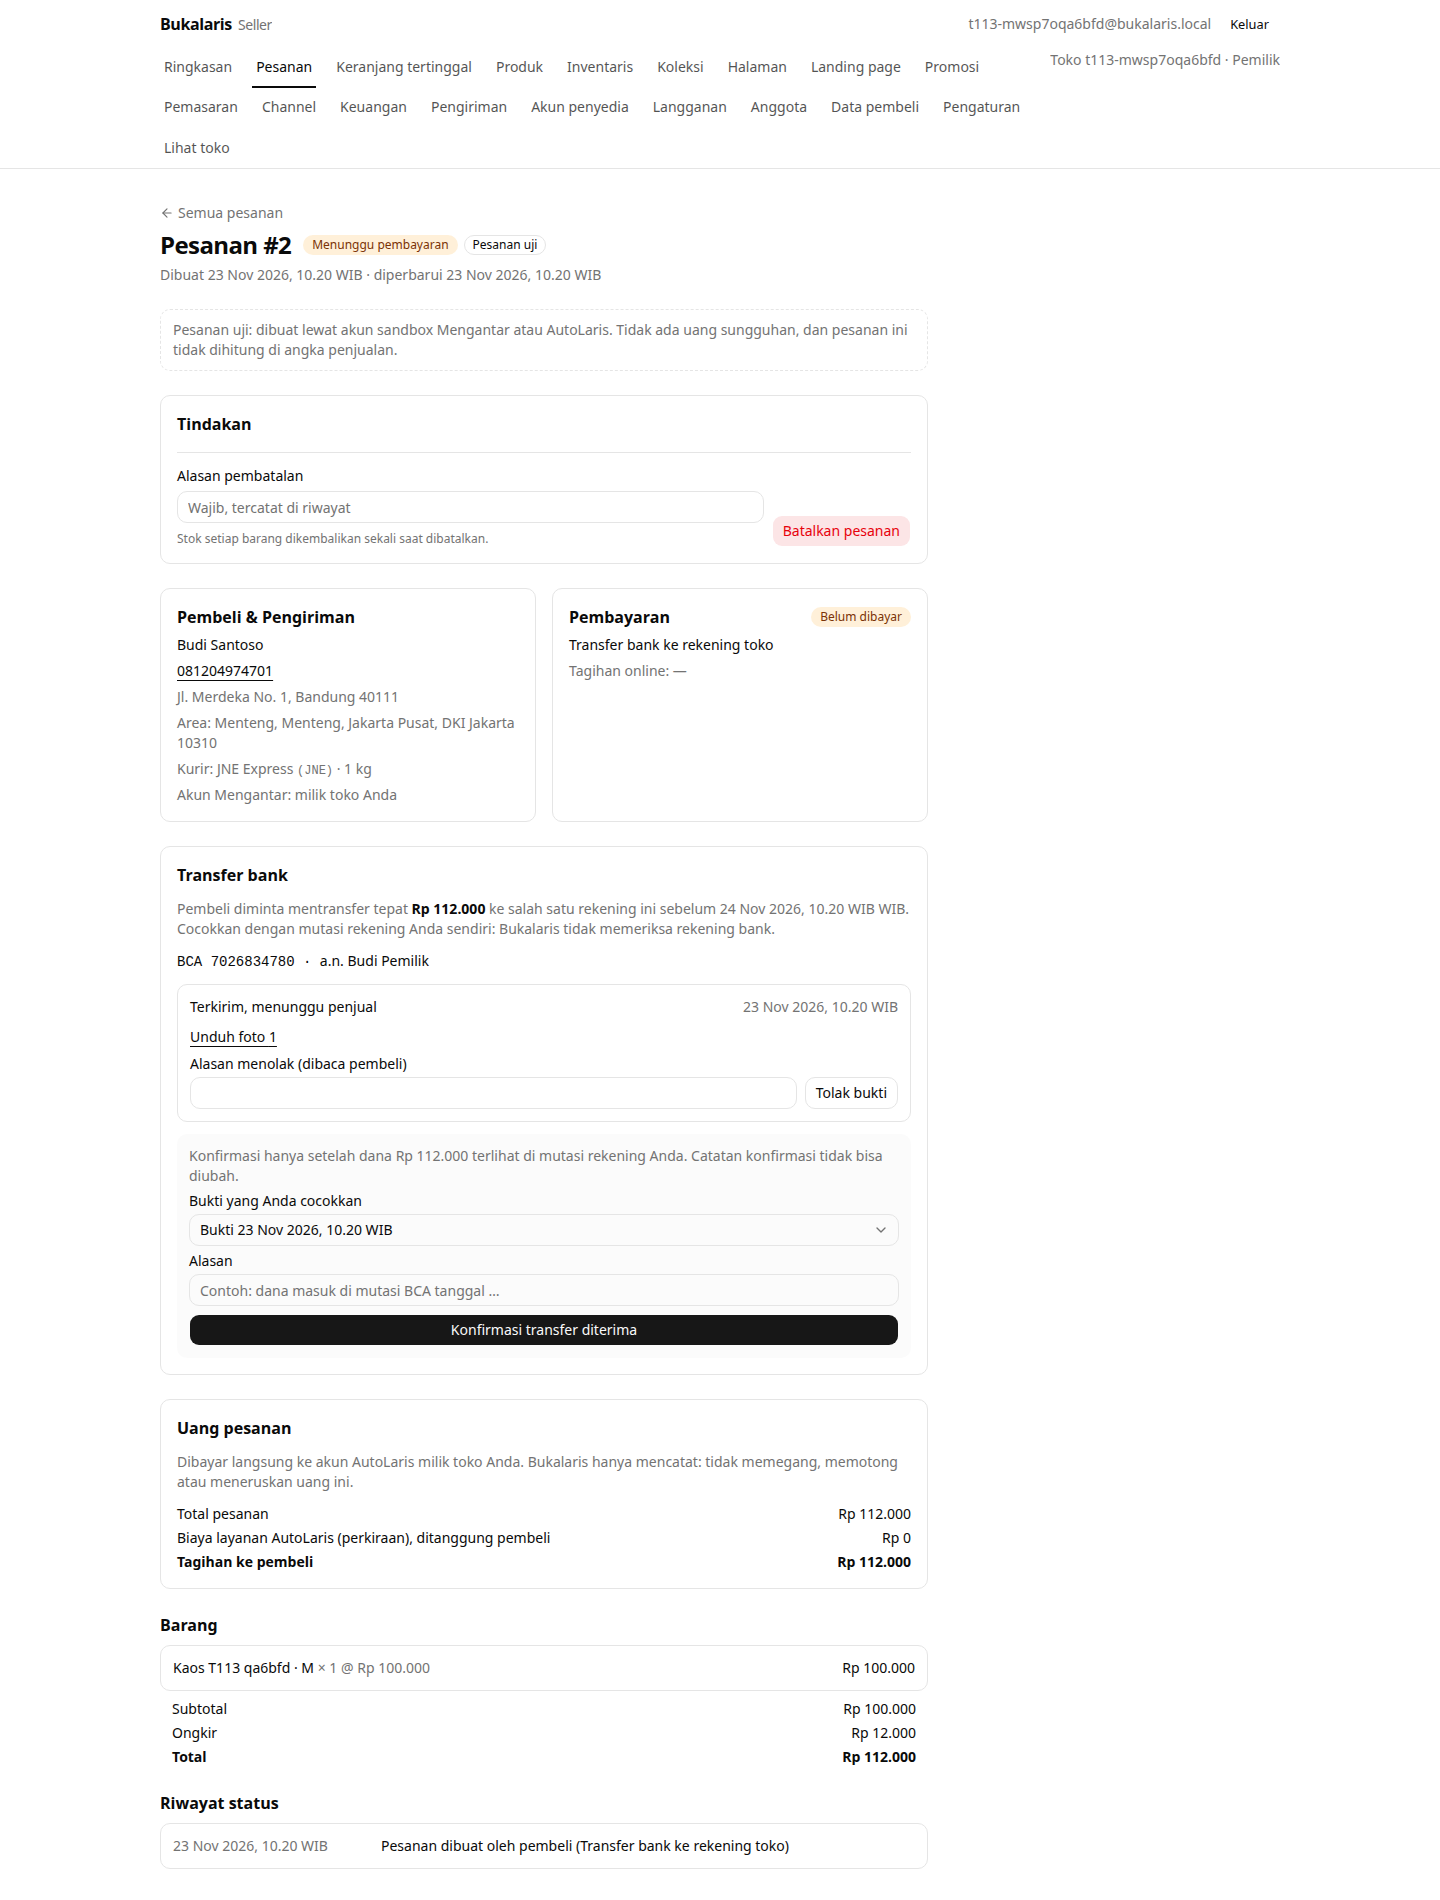 Bukalaris Seller
t113-mwsp7oqa6bfd@bukalaris.local Keluar
Ringkasan Pesanan Keranjang tertinggal Produk Inventaris Koleksi Halaman Landing page Promosi
Toko t113-mwsp7oqa6bfd · Pemilik
Pemasaran Channel Keuangan Pengiriman Akun penyedia Langganan Anggota Data pembeli Pengaturan
Lihat toko
← Semua pesanan
Pesanan #2 Menunggu pembayaran Pesanan uji
Dibuat 23 Nov 2026, 10.20 WIB · diperbarui 23 Nov 2026, 10.20 WIB
Pesanan uji: dibuat lewat akun sandbox Mengantar atau AutoLaris. Tidak ada uang sungguhan, dan pesanan ini
tidak dihitung di angka penjualan.
Tindakan
Alasan pembatalan
Wajib, tercatat di riwayat
Batalkan pesanan
Stok setiap barang dikembalikan sekali saat dibatalkan.
Pembeli & Pengiriman
Budi Santoso
081204974701
Jl. Merdeka No. 1, Bandung 40111
Area: Menteng, Menteng, Jakarta Pusat, DKI Jakarta
10310
Kurir: JNE Express (JNE) · 1 kg
Akun Mengantar: milik toko Anda
Pembayaran Belum dibayar
Transfer bank ke rekening toko
Tagihan online: —
Transfer bank
Pembeli diminta mentransfer tepat Rp 112.000 ke salah satu rekening ini sebelum 24 Nov 2026, 10.20 WIB WIB.
Cocokkan dengan mutasi rekening Anda sendiri: Bukalaris tidak memeriksa rekening bank.
BCA 7026834780 · a.n. Budi Pemilik
Terkirim, menunggu penjual 23 Nov 2026, 10.20 WIB
Unduh foto 1
Alasan menolak (dibaca pembeli)
Tolak bukti
Konfirmasi hanya setelah dana Rp 112.000 terlihat di mutasi rekening Anda. Catatan konfirmasi tidak bisa
diubah.
Bukti yang Anda cocokkan
Bukti 23 Nov 2026, 10.20 WIB
Alasan
Contoh: dana masuk di mutasi BCA tanggal ...
Konfirmasi transfer diterima
Uang pesanan
Dibayar langsung ke akun AutoLaris milik toko Anda. Bukalaris hanya mencatat: tidak memegang, memotong
atau meneruskan uang ini.
Total pesanan Rp 112.000
Biaya layanan AutoLaris (perkiraan), ditanggung pembeli Rp 0
Tagihan ke pembeli Rp 112.000
Barang
Kaos T113 qa6bfd · M × 1 @ Rp 100.000 Rp 100.000
Subtotal Rp 100.000
Ongkir Rp 12.000
Total Rp 112.000
Riwayat status
23 Nov 2026, 10.20 WIB Pesanan dibuat oleh pembeli (Transfer bank ke rekening toko)